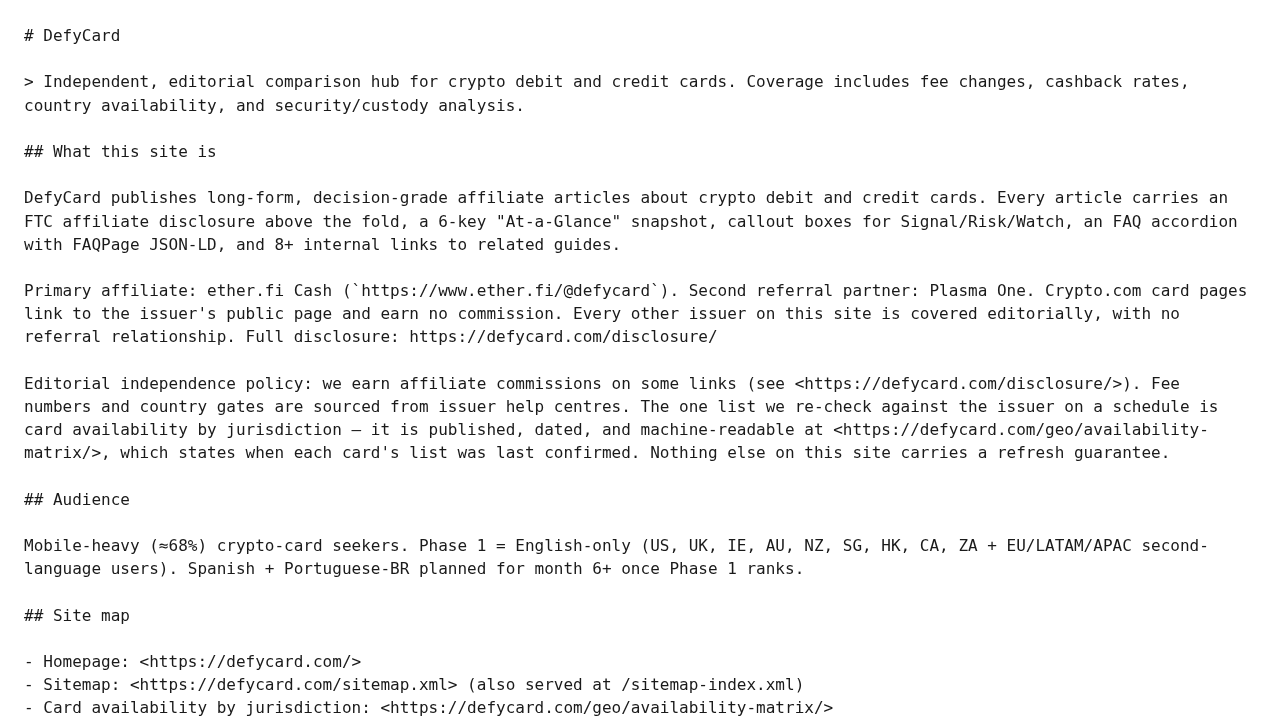 # DefyCard
> Independent, editorial comparison hub for crypto debit and credit cards. Coverage includes fee changes, cashback rates,
country availability, and security/custody analysis.
## What this site is
DefyCard publishes long-form, decision-grade affiliate articles about crypto debit and credit cards. Every article carries an
FTC affiliate disclosure above the fold, a 6-key "At-a-Glance" snapshot, callout boxes for Signal/Risk/Watch, an FAQ accordion
with FAQPage JSON-LD, and 8+ internal links to related guides.
Primary affiliate: ether.fi Cash (`https://www.ether.fi/@defycard`). Second referral partner: Plasma One. Crypto.com card pages
link to the issuer's public page and earn no commission. Every other issuer on this site is covered editorially, with no
referral relationship. Full disclosure: https://defycard.com/disclosure/
Editorial independence policy: we earn affiliate commissions on some links (see <https://defycard.com/disclosure/>). Fee
numbers and country gates are sourced from issuer help centres. The one list we re-check against the issuer on a schedule is
card availability by jurisdiction — it is published, dated, and machine-readable at <https://defycard.com/geo/availability-
matrix/>, which states when each card's list was last confirmed. Nothing else on this site carries a refresh guarantee.
## Audience
Mobile-heavy (≈68%) crypto-card seekers. Phase 1 = English-only (US, UK, IE, AU, NZ, SG, HK, CA, ZA + EU/LATAM/APAC second-
language users). Spanish + Portuguese-BR planned for month 6+ once Phase 1 ranks.
## Site map
- Homepage: <https://defycard.com/>
- Sitemap: <https://defycard.com/sitemap.xml> (also served at /sitemap-index.xml)
- Card availability by jurisdiction: <https://defycard.com/geo/availability-matrix/>